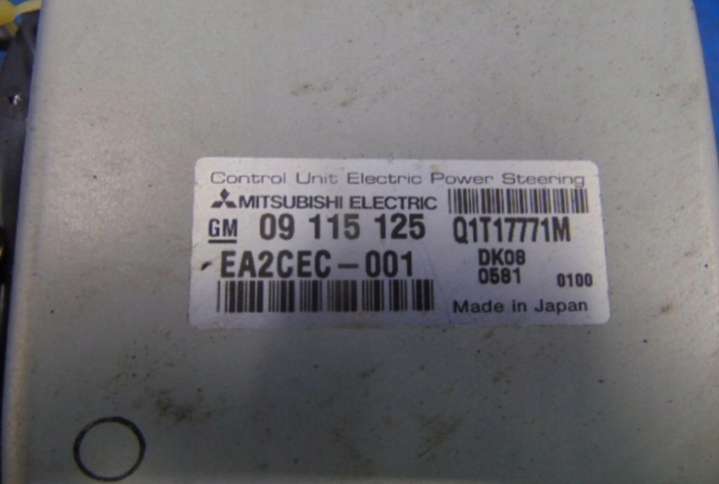 Control Unit Electric Power Steering
MITSUBISHI ELECTRIC
GM 09 115 125 Q1T17771M
EA2CEC-001 DK08
0581 0100
Made in Japan